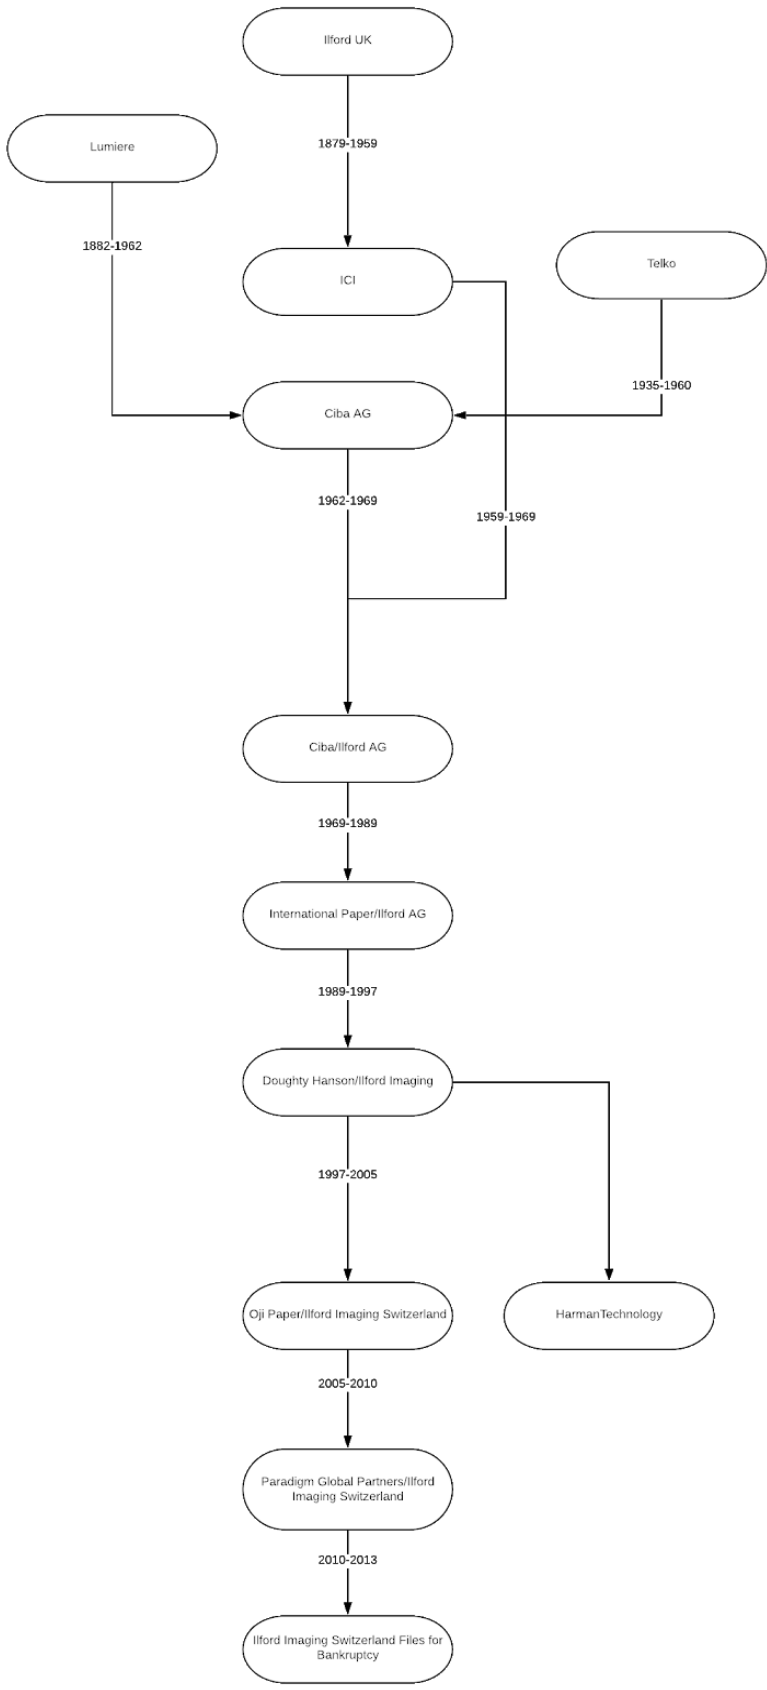 Ilford UK
1879-1959
Lumiere
1882-1962
ICI
Telko
1935-1960
Ciba AG
1962-1969
1959-1969
Ciba/Ilford AG
1969-1989
International Paper/Ilford AG
1989-1997
Doughty Hanson/Ilford Imaging
1997-2005
Oji Paper/Ilford Imaging Switzerland
HarmanTechnology
2005-2010
Paradigm Global Partners/Ilford
Imaging Switzerland
2010-2013
Ilford Imaging Switzerland Files for
Bankruptcy